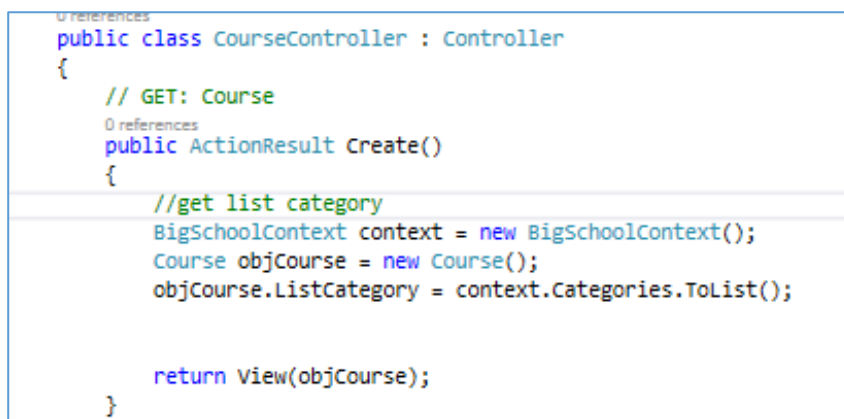 0 references
public class CourseController : Controller
{
// GET: Course
0 references
public ActionResult Create()
{
//get list category
BigSchoolContext context = new BigSchoolContext();
Course objCourse = new Course();
objCourse.ListCategory = context.Categories.ToList();
return View(objCourse);
}